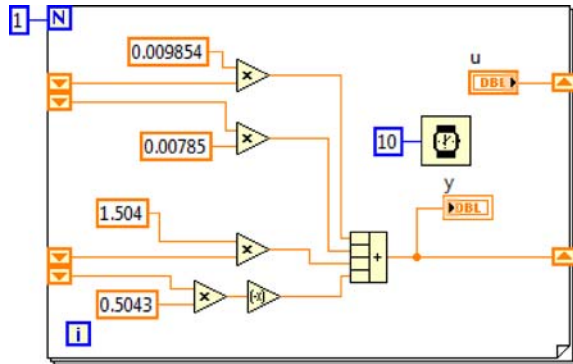 1 N
0.009854
×
u
DBL
×
10
0.00785
y
DBL
1.504
×
+
×
(-x)
0.5043
i